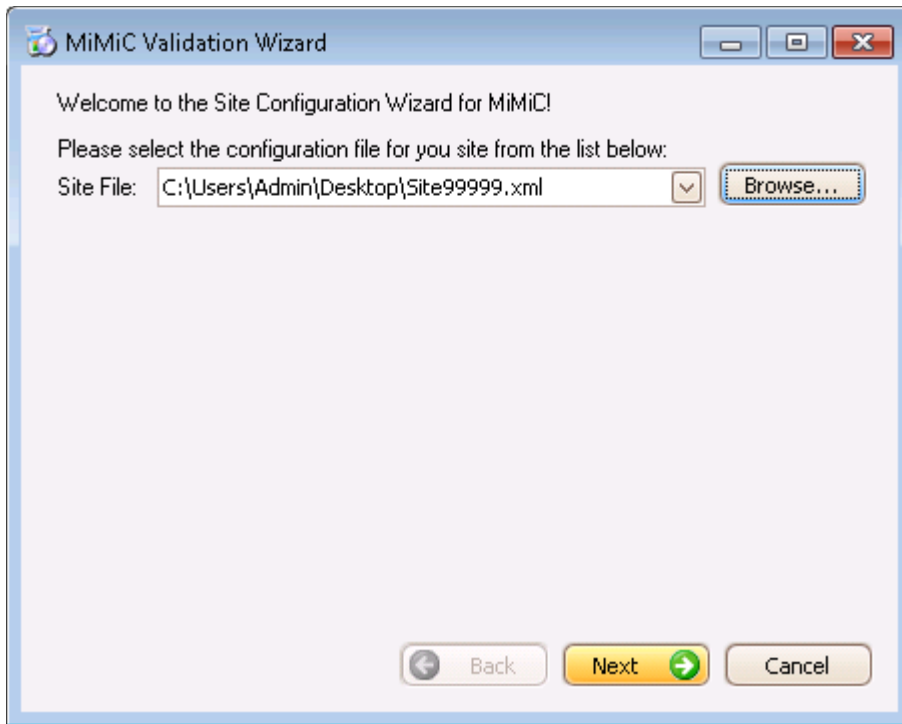 MiMiC Validation Wizard
Welcome to the Site Configuration Wizard for MiMiC!
Please select the configuration file for you site from the list below:
Site File: C:\Users\Admin\Desktop\Site99999.xml Browse...
Back Next Cancel